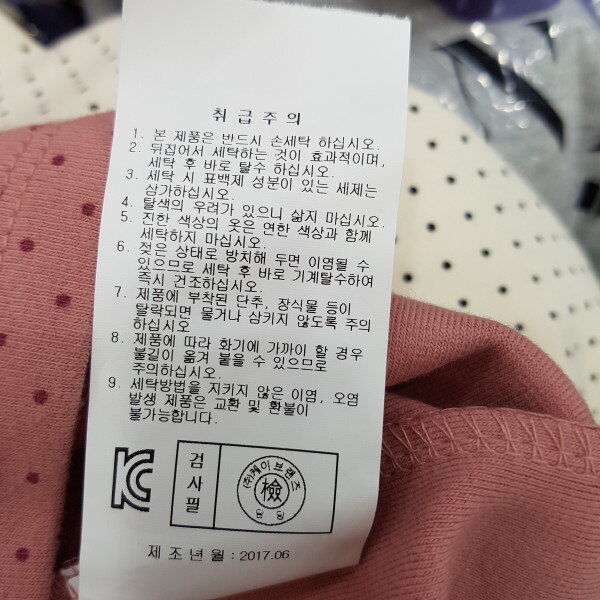 취 급 주 의
1. 본 제품은 반드시 손세탁 하십시오.
2. 뒤집어서 세탁하는 것이 효과적이며,
세탁 후 바로 탈수 하십시오.
3. 세탁 시 표백제 성분이 있는 세제는
삼가하십시오.
4. 탈색의 우려가 있으니 삶지 마십시오.
5. 진한 색상의 옷은 연한 색상과 함께
세탁하지 마십시오.
6. 젖은 상태로 방치해 두면 이염될 수
있으므로 세탁 후 바로 기계탈수하여
즉시 건조하십시오.
7. 제품에 부착된 단추, 장식물 등이
탈락되면 물거나 삼키지 않도록 주의
하십시오
8. 제품에 따라 화기에 가까이 할 경우
불길이 옮겨 붙을 수 있으므로
주의하십시오.
9. 세탁방법을 지키지 않은 이염, 오염
발생 제품은 교환 및 환불이
불가능합니다.
KC
검사필
(주)케이브랜즈
檢
제 조 년 월 : 2017.06